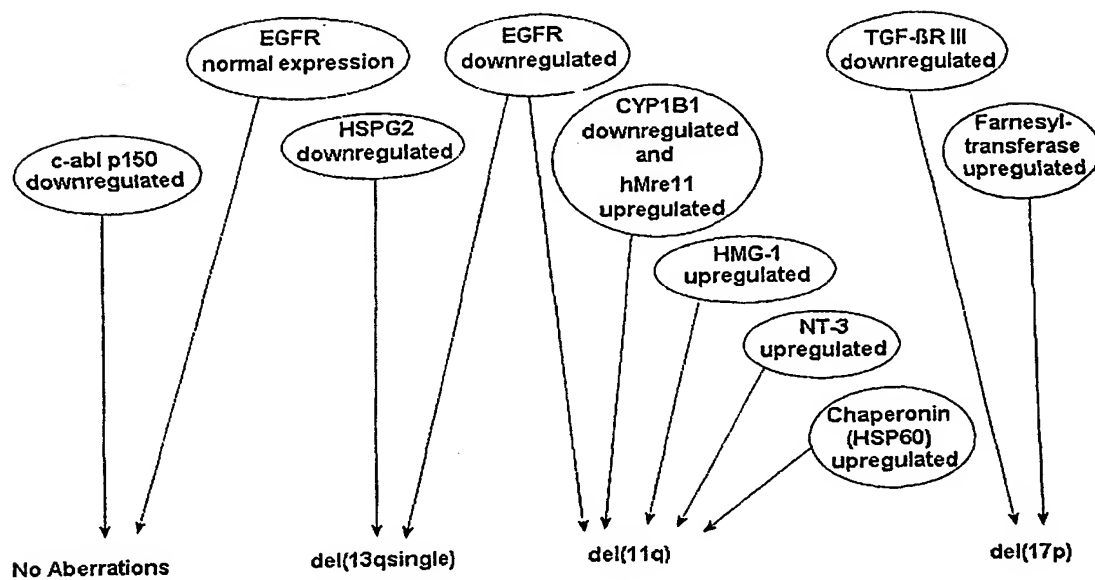 EGFR
normal expression
EGFR
downregulated
TGF-ßR III
downregulated
c-abl p150
downregulated
HSPG2
downregulated
CYP1B1
downregulated
and
hMre11
upregulated
Farnesyl-
transferase
upregulated
HMG-1
upregulated
NT-3
upregulated
Chaperonin
(HSP60)
upregulated
No Aberrations
del(13qsingle)
del(11q)
del(17p)